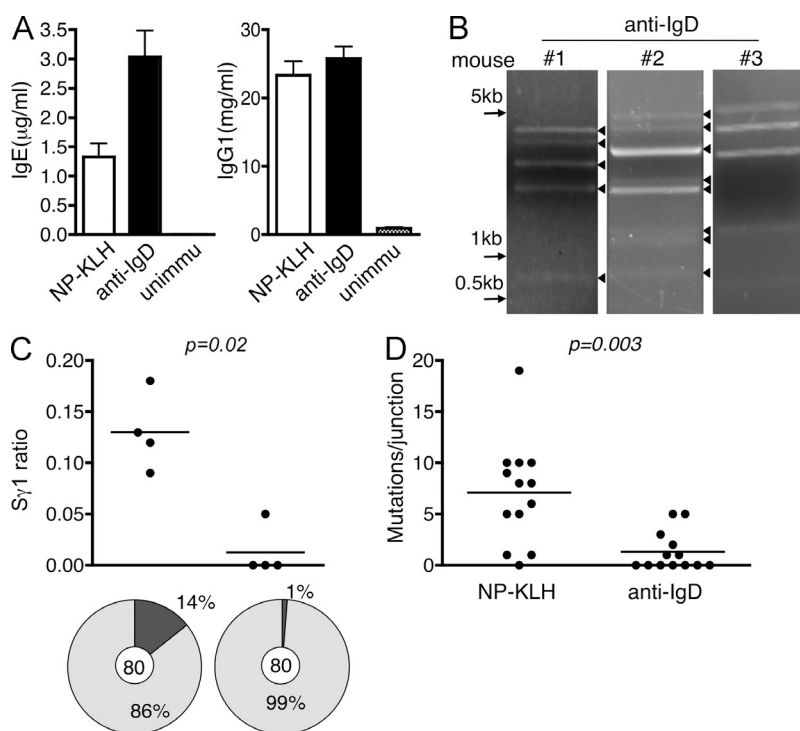 A
IgE(μg/ml)
3.5
3.0
2.5
2.0
1.5
1.0
0.5
0.0
NP-KLH
anti-IgD
unimmu
IgG1(mg/ml)
30
20
10
0
NP-KLH
anti-IgD
unimmu
B
anti-IgD
mouse #1 #2 #3
5kb
1kb
0.5kb
C
p=0.02
Sγ1 ratio
0.20
0.15
0.10
0.05
0.00
14%
80
86%
1%
80
99%
D
p=0.003
Mutations/junction
20
15
10
5
0
NP-KLH
anti-IgD